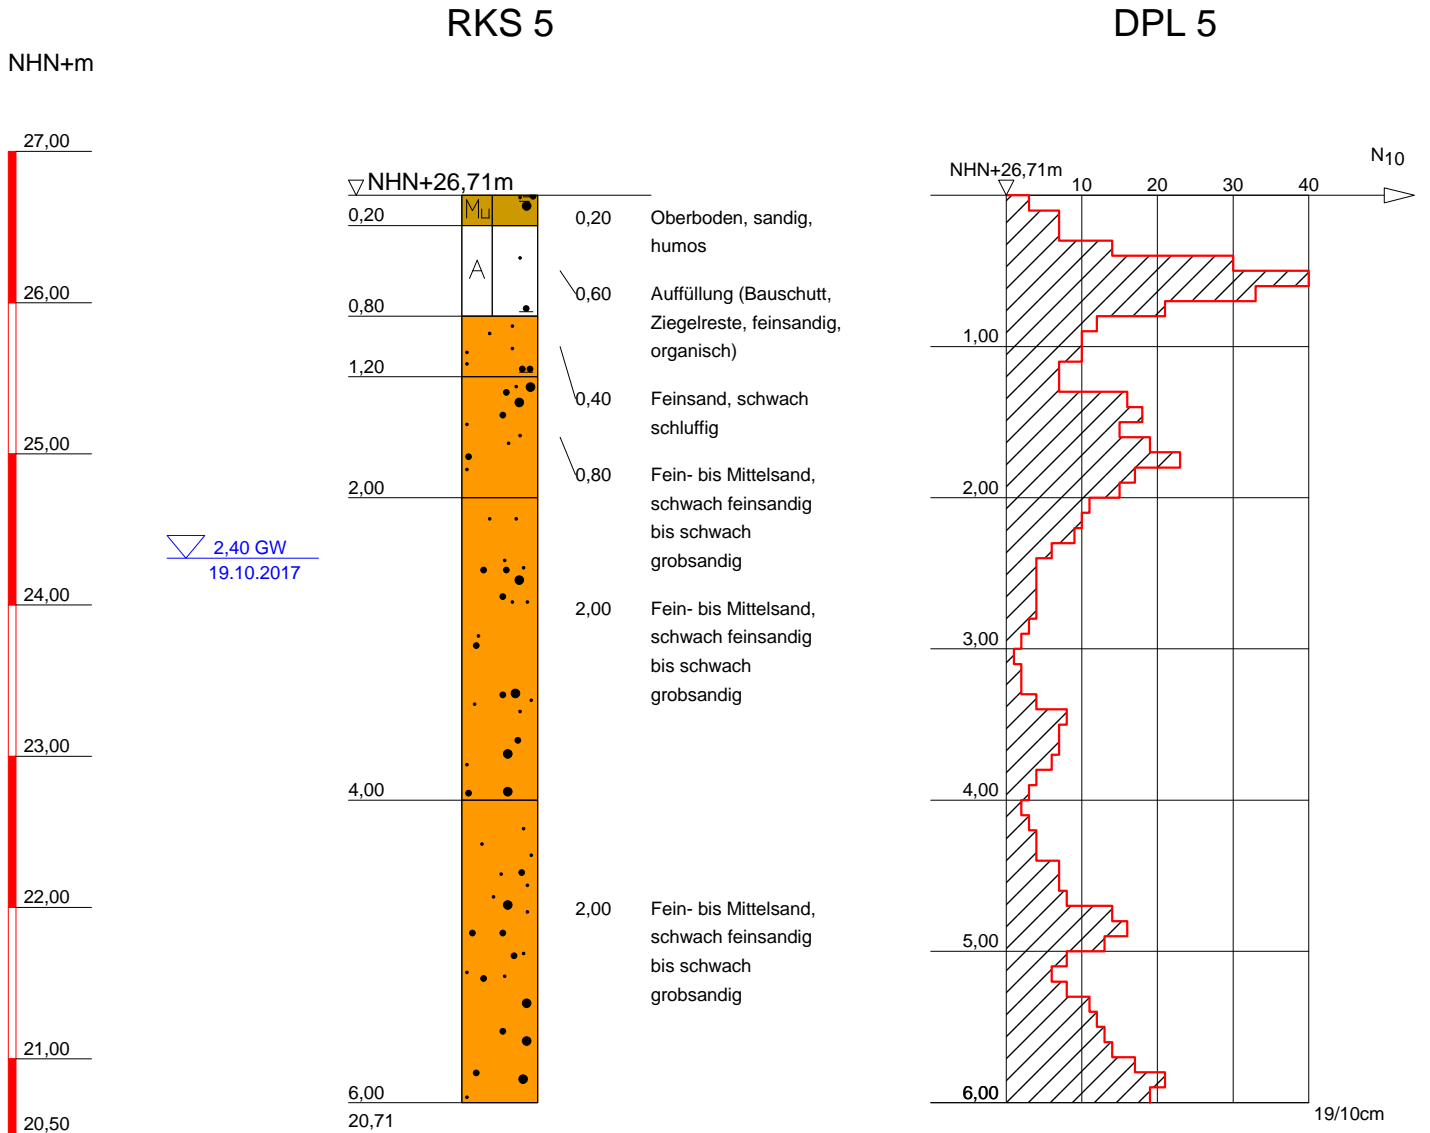 RKS 5
DPL 5
NHN+m
27,00
26,00
25,00
24,00
23,00
22,00
21,00
20,50
2,40 GW
19.10.2017
NHN+26,71m
0,20
0,80
1,20
2,00
4,00
6,00
20,71
Mu
A
0,20
Oberboden, sandig,
humos
0,60
Auffüllung (Bauschutt,
Ziegelreste, feinsandig,
organisch)
0,40
Feinsand, schwach
schluffig
0,80
Fein- bis Mittelsand,
schwach feinsandig
bis schwach
grobsandig
2,00
Fein- bis Mittelsand,
schwach feinsandig
bis schwach
grobsandig
2,00
Fein- bis Mittelsand,
schwach feinsandig
bis schwach
grobsandig
N10
NHN+26,71m
10 20 30 40
1,00
2,00
3,00
4,00
5,00
6,00
19/10cm